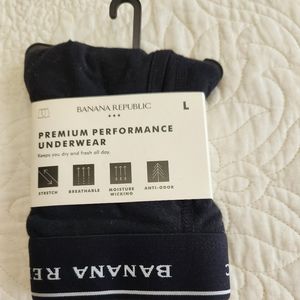 BANANA REPUBLIC
L
PREMIUM PERFORMANCE
UNDERWEAR
Keeps you dry and fresh all day.
STRETCH
BREATHABLE
MOISTURE
WICKING
ANTI-ODOR
BANANA RE
C